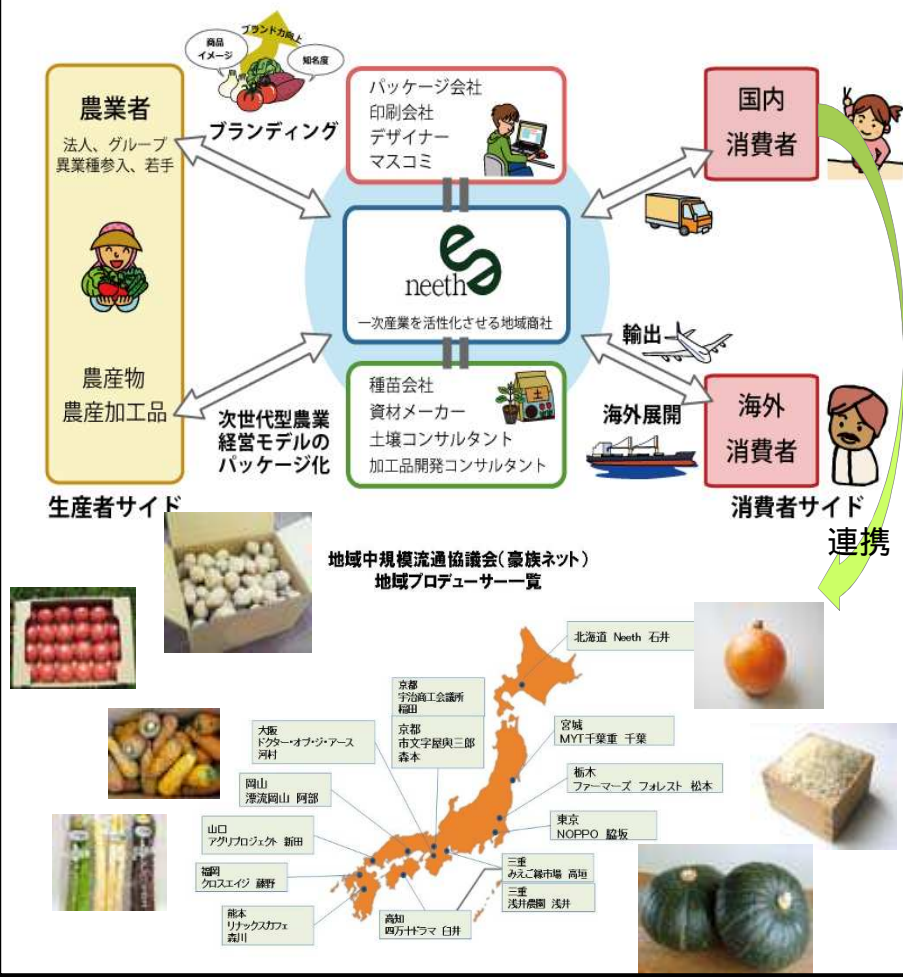 ブランド力向上
商品
イメージ
知名度
ブランディング
農業者
法人、グループ
異業種参入、若手
農産物
農産加工品
生産者サイド
パッケージ会社
印刷会社
デザイナー
マスコミ
neeth
一次産業を活性化させる地域商社
種苗会社
資材メーカー
土壌コンサルタント
加工品開発コンサルタント
土
次世代型農業
経営モデルの
パッケージ化
国内
消費者
輸出
海外展開
海外
消費者
消費者サイド
連携
地域中規模流通協議会(豪族ネット)
地域プロデューサー一覧
北海道 Neeth 石井
京都
宇治商工会議所
稲田
京都
市文字屋與三郎
森本
大阪
ドクター・オブ・ジ・アース
河村
宮城
MYT千葉重 千葉
岡山
漂流岡山 阿部
栃木
ファーマーズ フォレスト 松本
山口
アグリプロジェクト 新田
東京
NOPPO 脇坂
福岡
クロスエイジ 藤野
三重
みえご縁市場 高垣
三重
浅井農園 浅井
熊本
リナックスカフェ
森川
高知
四万十ドラマ 臼井